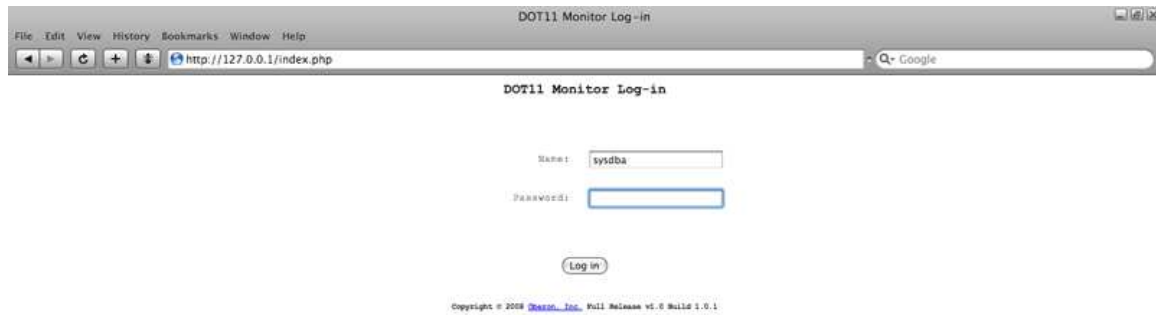 DOT11 Monitor Log-in
File Edit View History Bookmarks Window Help
http://127.0.0.1/index.php
Google
DOT11 Monitor Log-in
Name: sysdba
Password:
Log in
Copyright © 2008 Inc. Full Release v1.0 Build 1.0.1